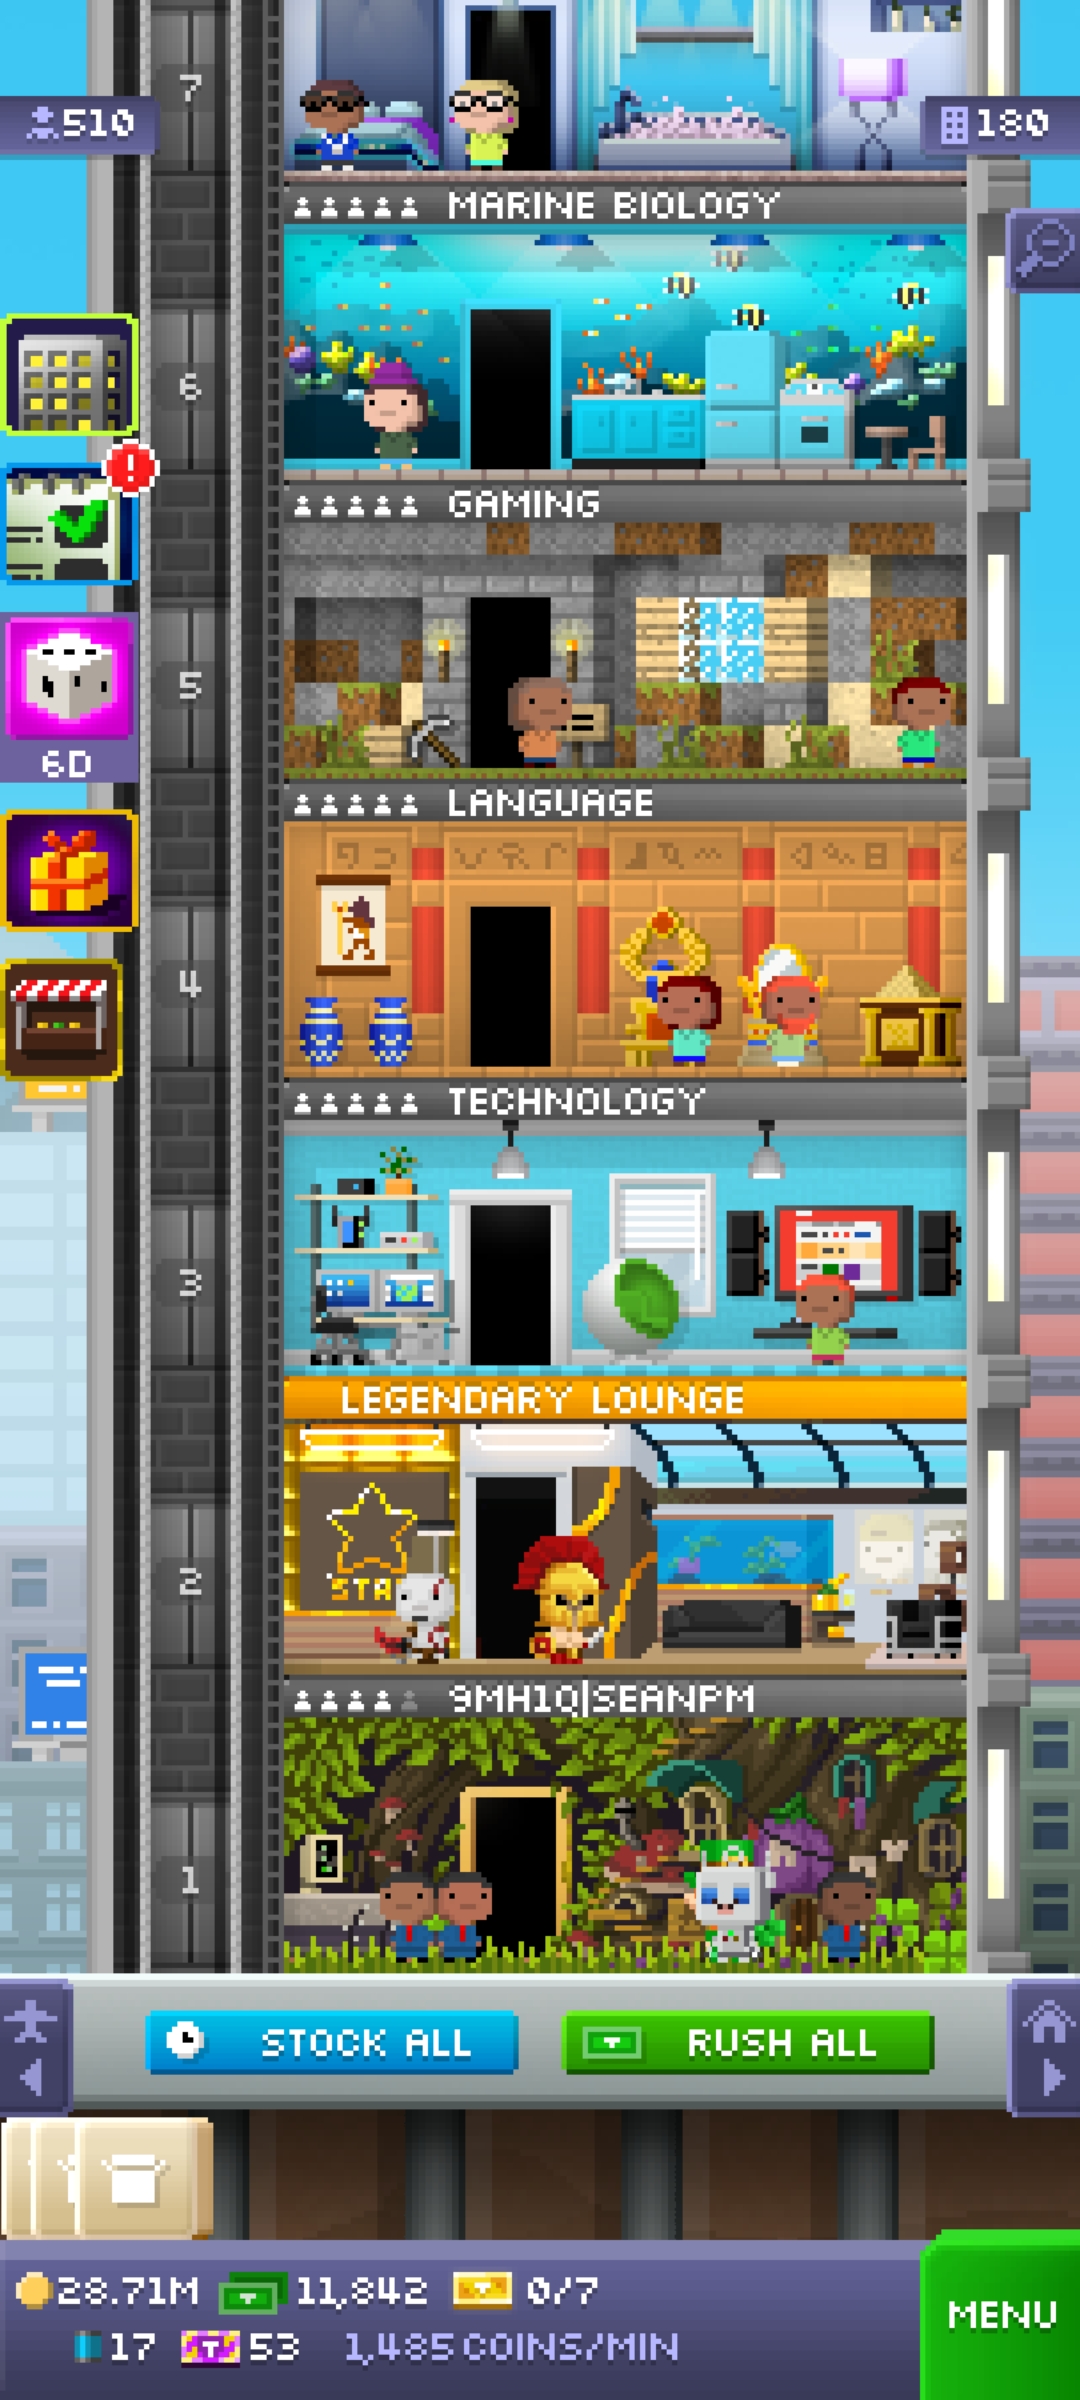 7
510
180
MARINE BIOLOGY
6
GAMING
5
6D
LANGUAGE
4
TECHNOLOGY
3
LEGENDARY LOUNGE
STA
2
9MH1Q|SEANPM
1
STOCK ALL
RUSH ALL
28.71M
11,842
0/7
17
53
1,485 COINS/MIN
MENU